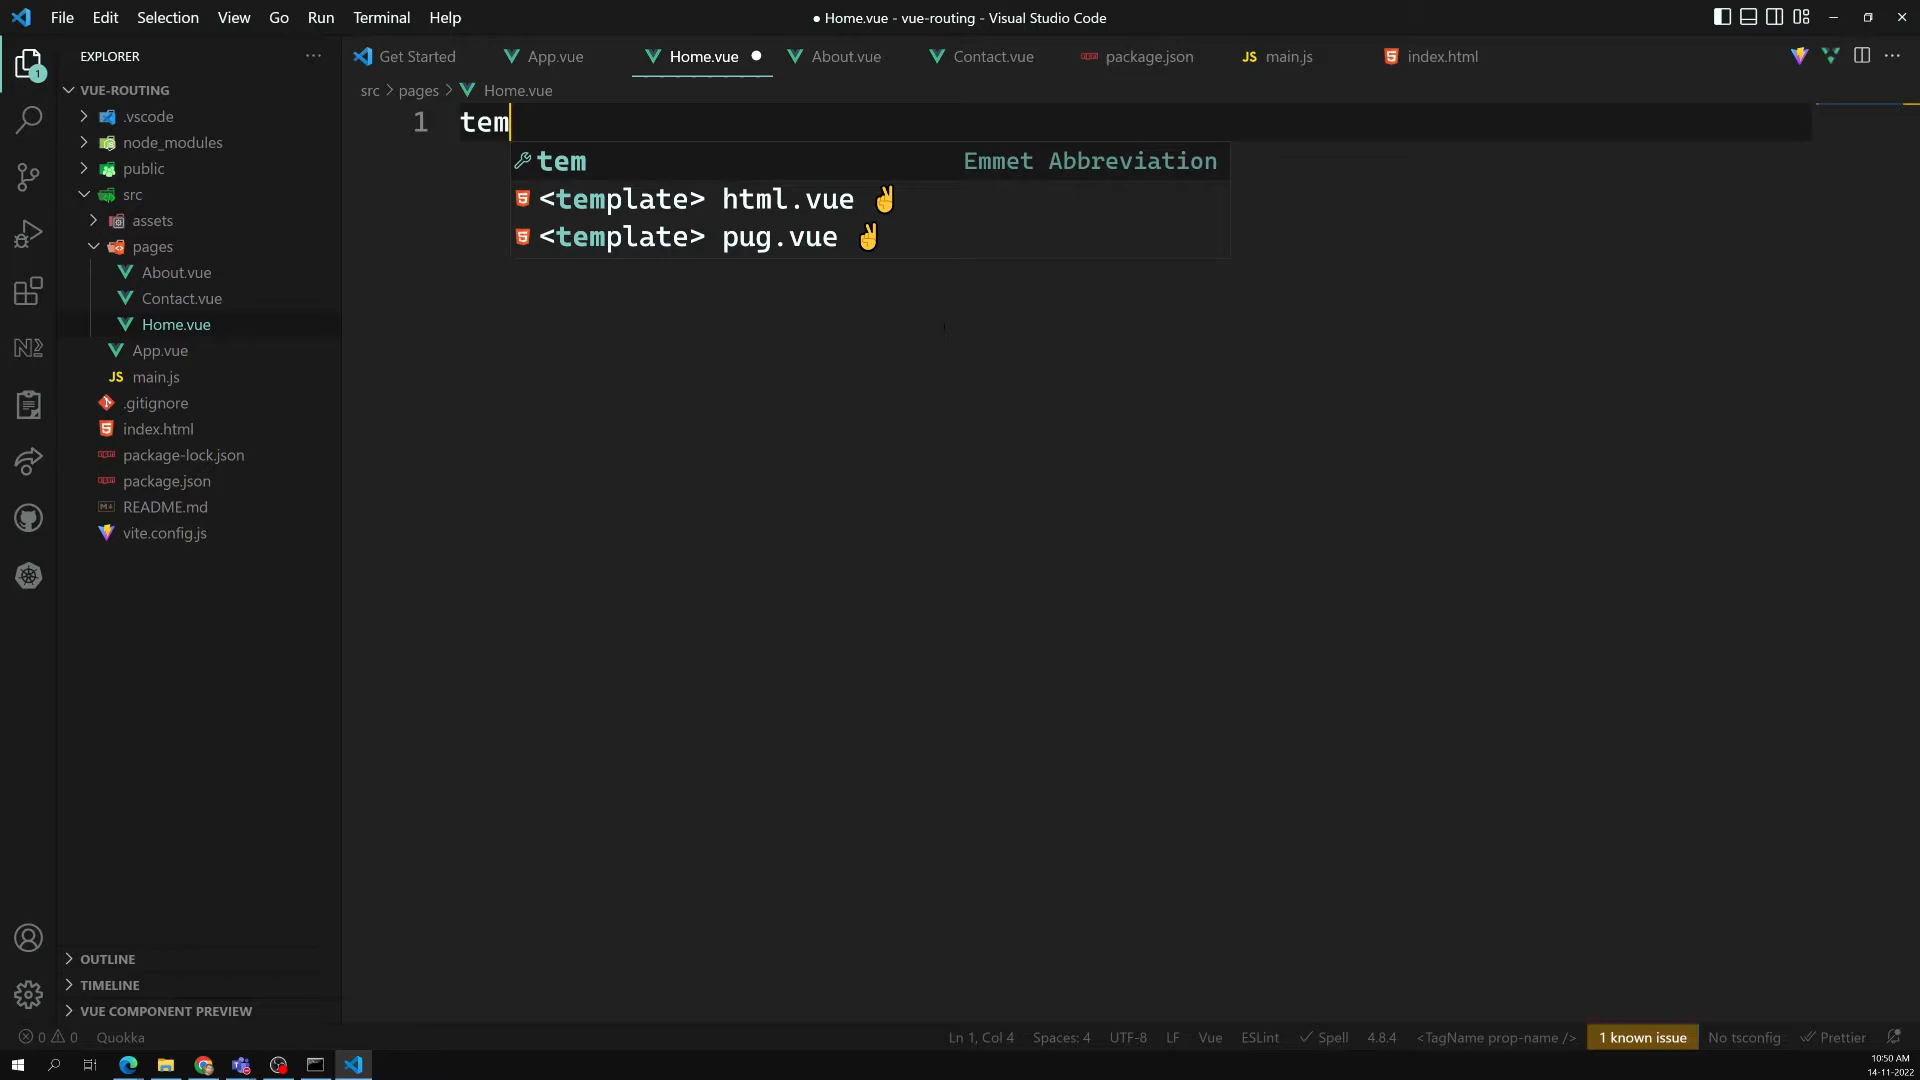 File Edit Selection View Go Run Terminal Help
● Home.vue - vue-routing - Visual Studio Code
EXPLORER
Get Started
App.vue
Home.vue
About.vue
Contact.vue
package.json
JS main.js
index.html
1
VUE-ROUTING
src > pages > Home.vue
.vscode
node_modules
public
src
assets
pages
About.vue
Contact.vue
Home.vue
App.vue
JS main.js
.gitignore
index.html
package-lock.json
package.json
README.md
vite.config.js
1 tem
tem Emmet Abbreviation
<template> html.vue ✌
<template> pug.vue ✌
OUTLINE
TIMELINE
VUE COMPONENT PREVIEW
0 0 Quokka
Ln 1, Col 4 Spaces: 4 UTF-8 LF Vue ESLint Spell 4.8.4 <TagName prop-name /> 1 known issue No tsconfig Prettier
10:50 AM
14-11-2022